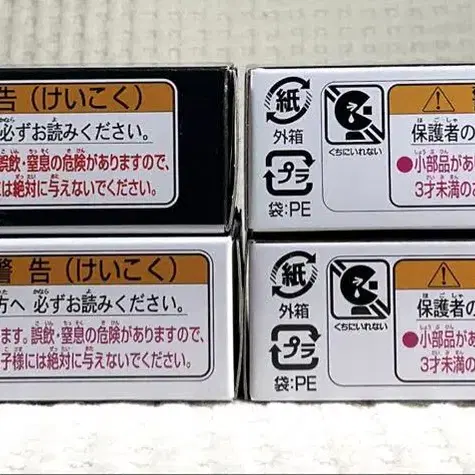 告(けいこく)
必ずお読みください。
誤飲・窒息の危険がありますので、
には絶対に与えないでください。
紙
外箱
プラ
袋:PE
くちにいれない
保護者の
●小部品があ
3才未満のお
警告(けいこく)
方へ 必ずお読みください。
ます。誤飲・窒息の危険がありますので、
子様には絶対に与えないでください。
紙
外箱
プラ
袋:PE
くちにいれない
保護者の
●小部品があ
3才未満の